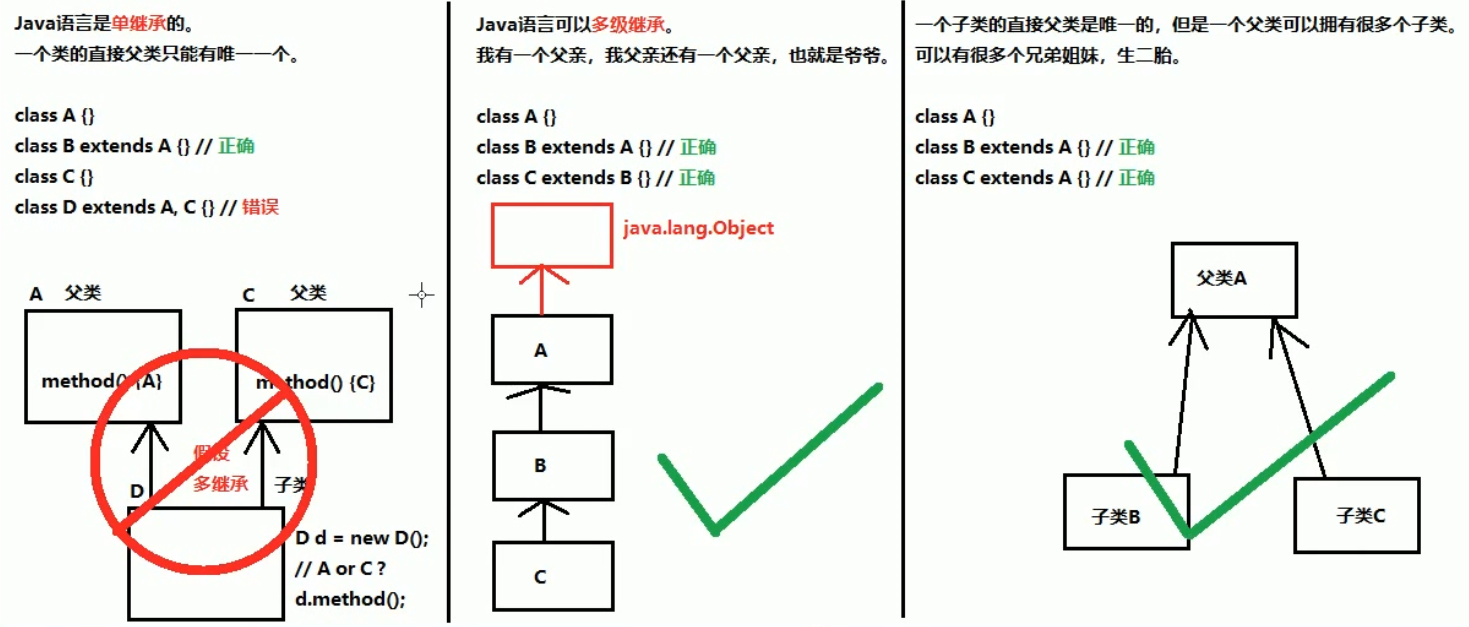 Java语言是单继承的。
一个类的直接父类只能有唯一一个。
class A {}
class B extends A {} // 正确
class C {}
class D extends A, C {} // 错误
A 父类
C 父类
method() {A}
method() {C}
假设
多继承
D
子类
D d = new D();
// A or C ?
d.method();
Java语言可以多级继承。
我有一个父亲，我父亲还有一个父亲，也就是爷爷。
class A {}
class B extends A {} // 正确
class C extends B {} // 正确
java.lang.Object
A
B
C
一个子类的直接父类是唯一的，但是一个父类可以拥有很多个子类。
可以有很多个兄弟姐妹，生二胎。
class A {}
class B extends A {} // 正确
class C extends A {} // 正确
父类A
子类B
子类C